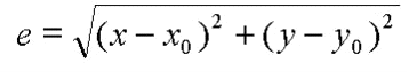 e = √((x − x₀)² + (y − y₀)²)